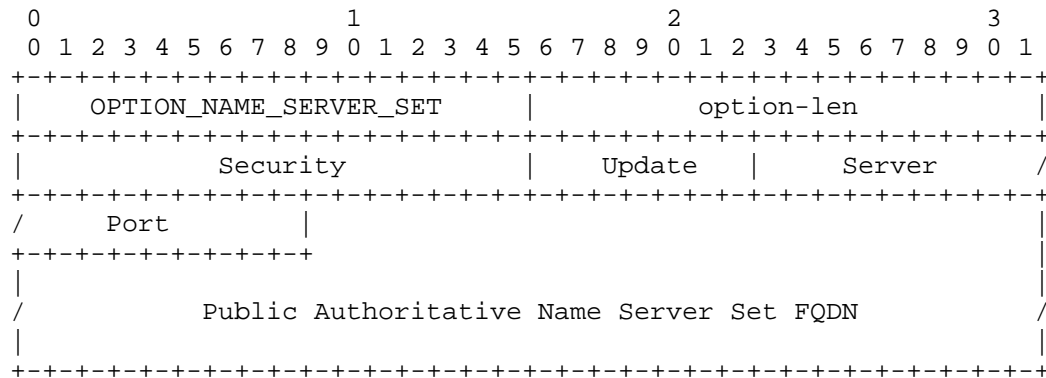 0                   1                   2                   3
 0 1 2 3 4 5 6 7 8 9 0 1 2 3 4 5 6 7 8 9 0 1 2 3 4 5 6 7 8 9 0 1
+-+-+-+-+-+-+-+-+-+-+-+-+-+-+-+-+-+-+-+-+-+-+-+-+-+-+-+-+-+-+-+-+
|    OPTION_NAME_SERVER_SET     |          option-len           |
+-+-+-+-+-+-+-+-+-+-+-+-+-+-+-+-+-+-+-+-+-+-+-+-+-+-+-+-+-+-+-+-+
|            Security           |    Update   |     Server      /
+-+-+-+-+-+-+-+-+-+-+-+-+-+-+-+-+-+-+-+-+-+-+-+-+-+-+-+-+-+-+-+-+
/     Port        |                                             |
+-+-+-+-+-+-+-+-+-+                                             |
|                                                               |
/           Public Authoritative Name Server Set FQDN           /
|                                                               |
+-+-+-+-+-+-+-+-+-+-+-+-+-+-+-+-+-+-+-+-+-+-+-+-+-+-+-+-+-+-+-+-+